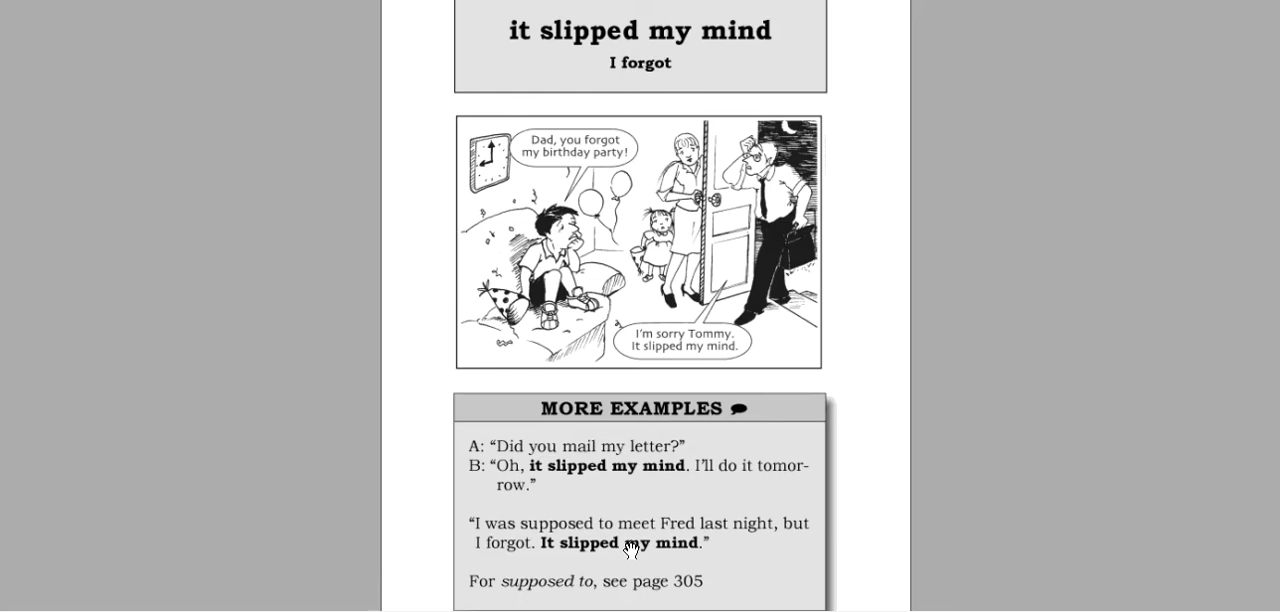 it slipped my mind
I forgot
Dad, you forgot
my birthday party!
I'm sorry Tommy.
It slipped my mind.
MORE EXAMPLES
A: “Did you mail my letter?”
B: “Oh, it slipped my mind. I'll do it tomor-
row.”
“I was supposed to meet Fred last night, but
I forgot. It slipped my mind.”
For supposed to, see page 305